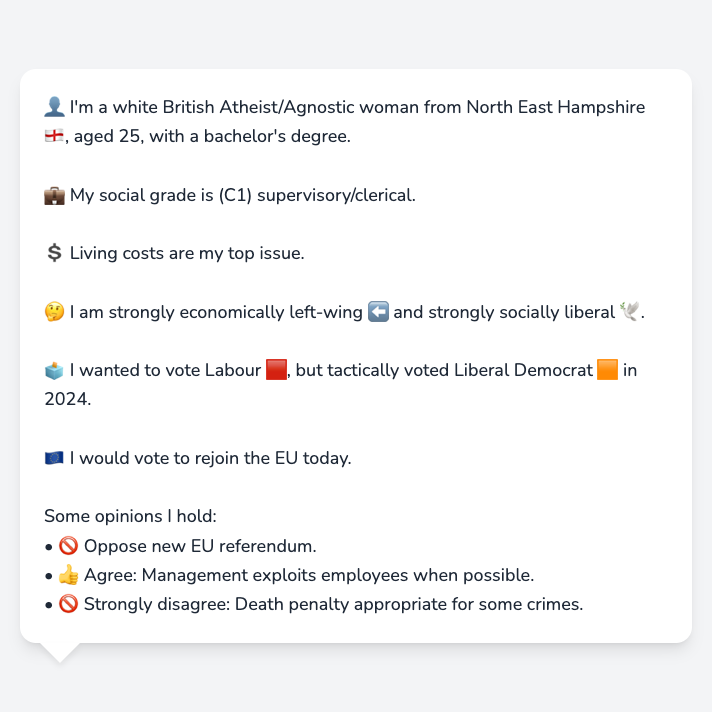 👤 I'm a white British Atheist/Agnostic woman from North East Hampshire
🏴󠁧󠁢󠁥󠁮󠁧󠁿, aged 25, with a bachelor's degree.
💼 My social grade is (C1) supervisory/clerical.
💲 Living costs are my top issue.
🤔 I am strongly economically left-wing ⬅️ and strongly socially liberal 🕊️.
🗳️ I wanted to vote Labour 🟥, but tactically voted Liberal Democrat 🟧 in
2024.
🇪🇺 I would vote to rejoin the EU today.
Some opinions I hold:
• 🚫 Oppose new EU referendum.
• 👍 Agree: Management exploits employees when possible.
• 🚫 Strongly disagree: Death penalty appropriate for some crimes.